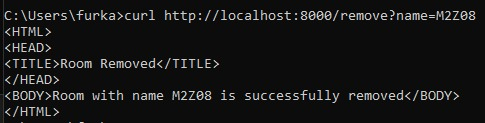 C:\Users\furka>curl http://localhost:8000/remove?name=M2Z08
<HTML>
<HEAD>
<TITLE>Room Removed</TITLE>
</HEAD>
<BODY>Room with name M2Z08 is successfully removed</BODY>
</HTML>